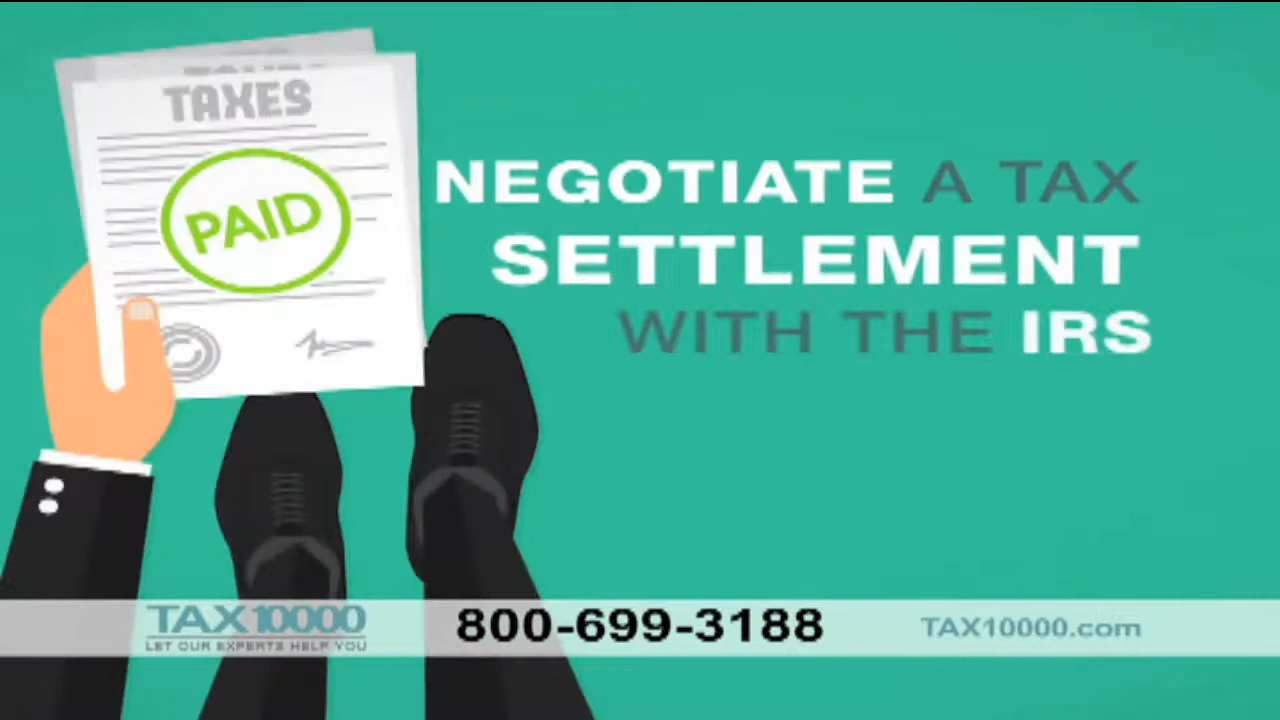 TAXES
PAID
NEGOTIATE A TAX
SETTLEMENT
WITH THE IRS
TAX10000
LET OUR EXPERTS HELP YOU
800-699-3188
TAX10000.com